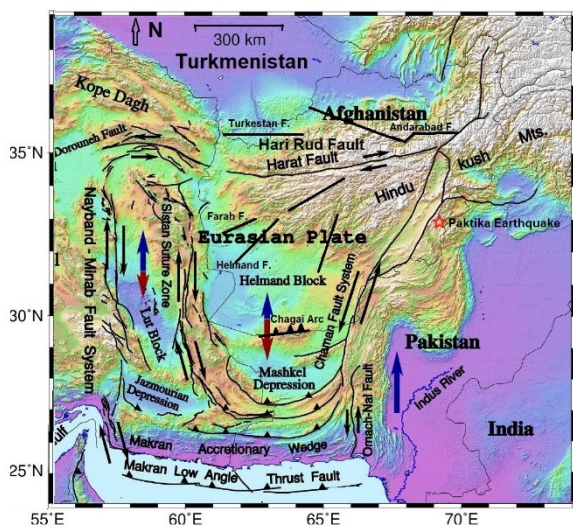 N
300 km
Turkmenistan
Kope Dagh
Afghanistan
Turkestan F.
Andarabad F.
Dorouneh Fault
Hari Rud Fault
Mts.
35°N
Harat Fault
kush
Hindu
Nayband - Minab Fault System
Sistan Suture Zone
Farah F.
Paktika Earthquake
Eurasian Plate
Helmand F.
Helmand Block
30°N
Lut Block
Chagai Arc
Chaman Fault System
Pakistan
Mashkel
Depression
Jazmourian
Depression
Ornach-Nal Fault
Indus River
India
Makran Accretionary Wedge
Makran Low Angle Thrust Fault
25°N
55°E 60°E 65°E 70°E